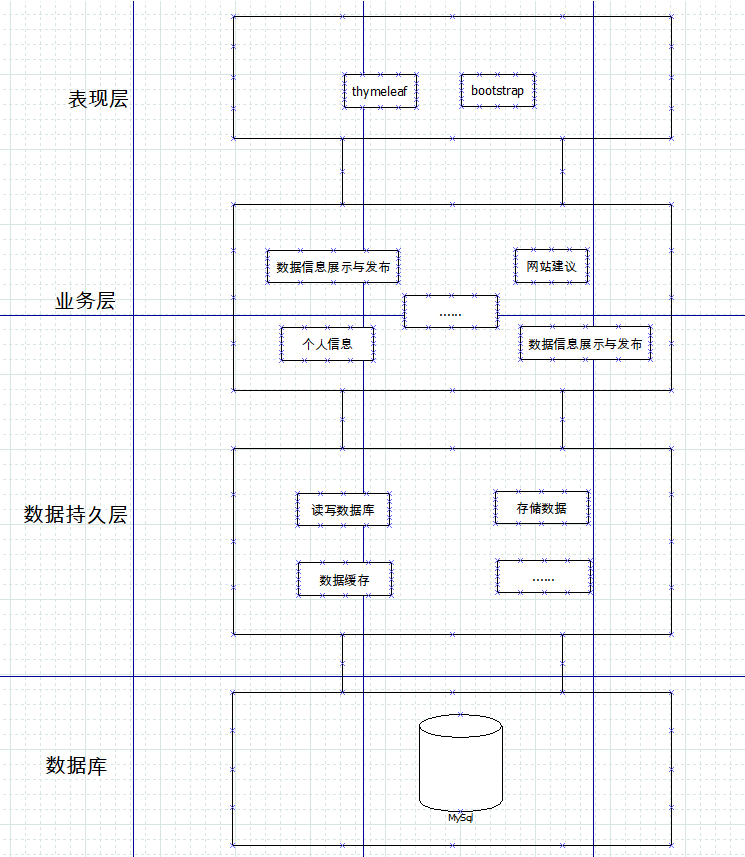 表现层
thymeleaf
bootstrap
数据信息展示与发布
网站建议
业务层
……
个人信息
数据信息展示与发布
数据持久层
读写数据库
存储数据
数据缓存
……
数据库
MySql